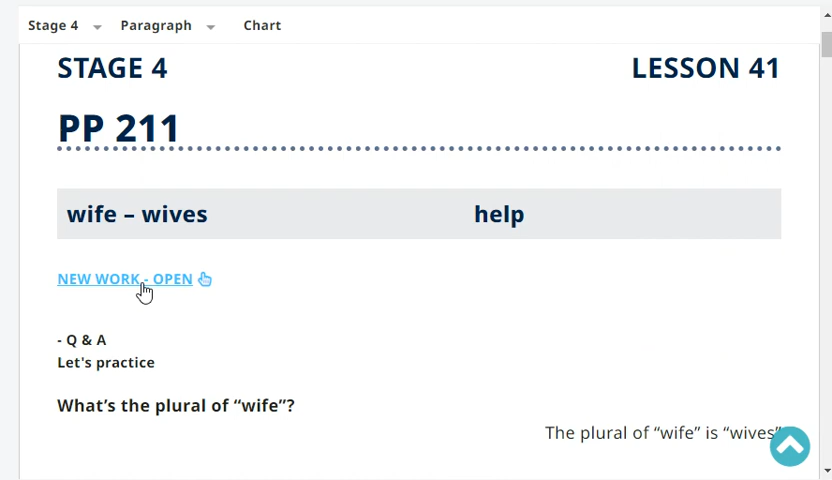 Stage 4 Paragraph Chart
STAGE 4 LESSON 41
PP 211
wife – wives help
NEW WORK - OPEN
- Q & A
Let's practice
What’s the plural of “wife”?
The plural of “wife” is “wives”